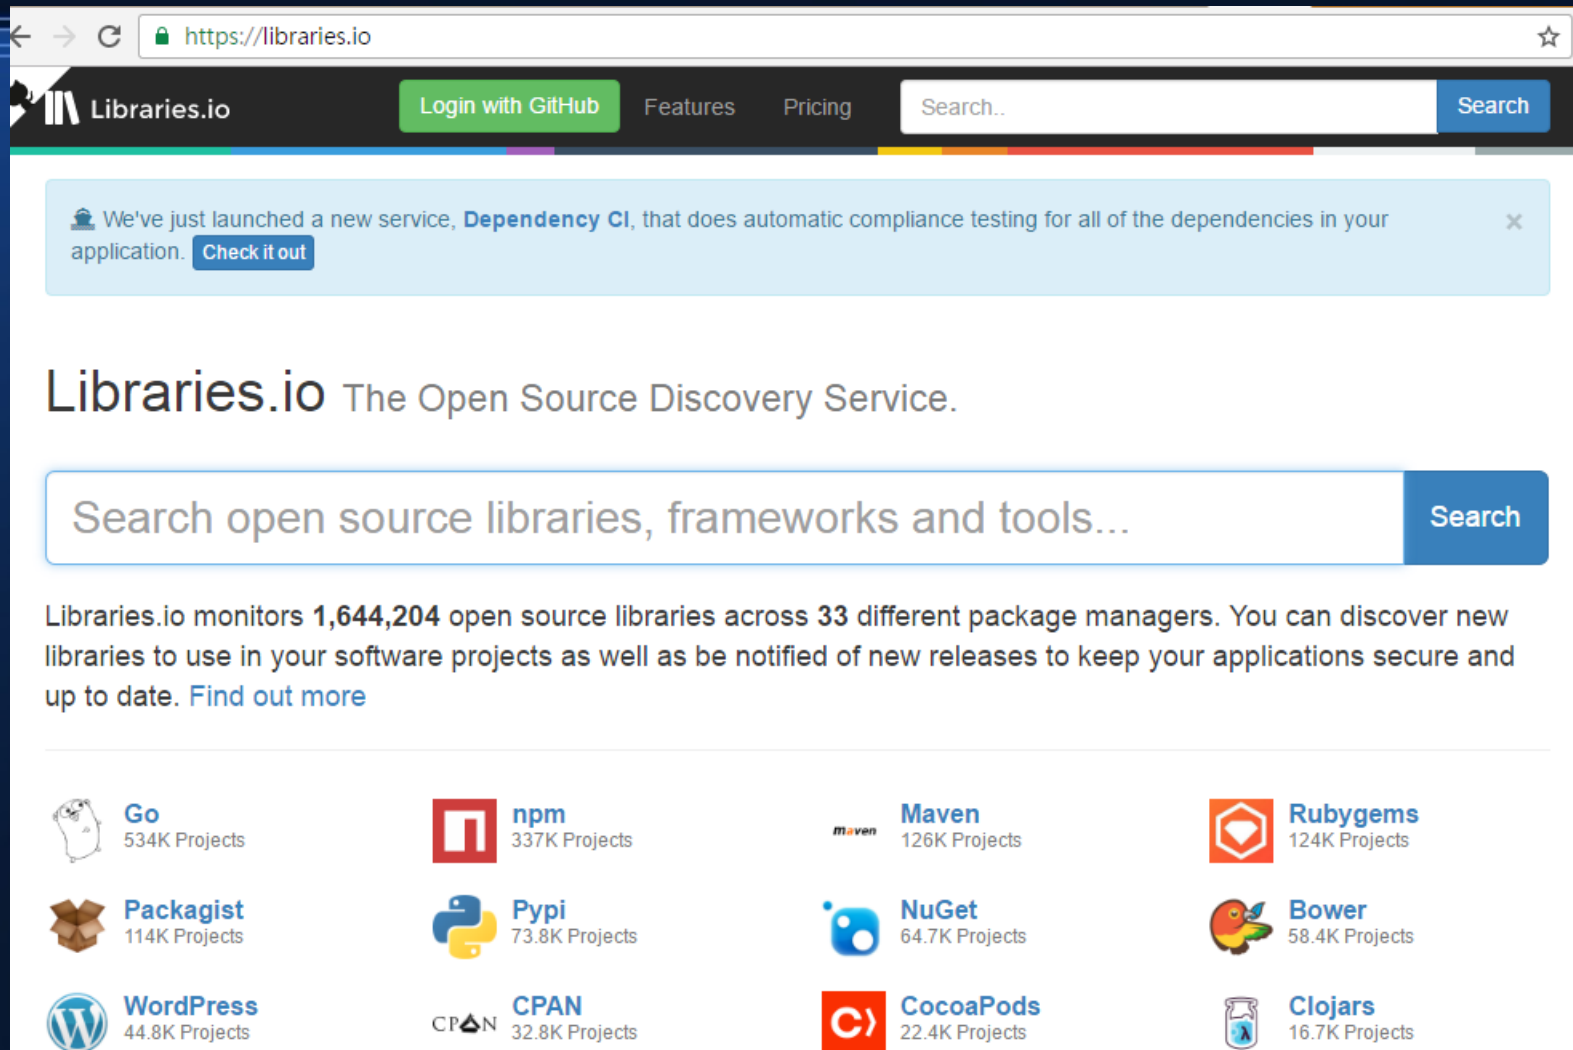 https://libraries.io
Libraries.io
Login with GitHub
Features
Pricing
Search..
Search
We've just launched a new service, Dependency CI, that does automatic compliance testing for all of the dependencies in your
application. Check it out
×
Libraries.io The Open Source Discovery Service.
Search open source libraries, frameworks and tools...
Search
Libraries.io monitors 1,644,204 open source libraries across 33 different package managers. You can discover new
libraries to use in your software projects as well as be notified of new releases to keep your applications secure and
up to date. Find out more
Go
534K Projects
npm
337K Projects
maven
Maven
126K Projects
Rubygems
124K Projects
Packagist
114K Projects
Pypi
73.8K Projects
NuGet
64.7K Projects
Bower
58.4K Projects
WordPress
44.8K Projects
CPAN
CPAN
32.8K Projects
CocoaPods
22.4K Projects
Clojars
16.7K Projects